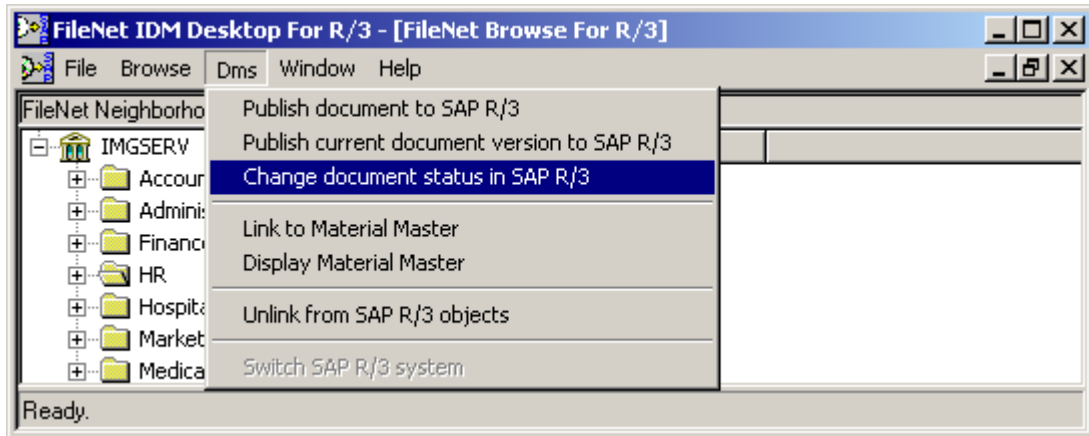 FileNet IDM Desktop For R/3 - [FileNet Browse For R/3]
File Browse Dms Window Help
FileNet Neighborho
Publish document to SAP R/3
Publish current document version to SAP R/3
Change document status in SAP R/3
Link to Material Master
Display Material Master
Unlink from SAP R/3 objects
Switch SAP R/3 system
IMGSERV
Accour
Adminis
Financ
HR
Hospita
Market
Medica
Ready.